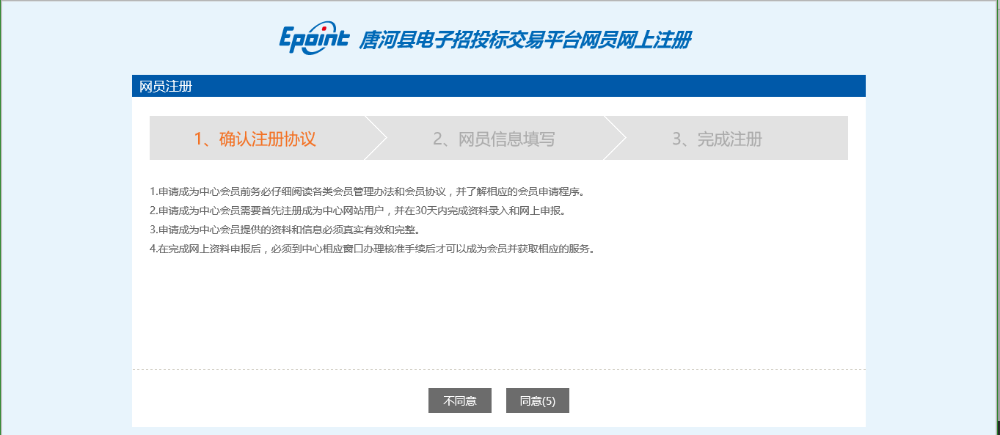 Epoint 唐河县电子招投标交易平台网员网上注册
网员注册
1、确认注册协议 2、网员信息填写 3、完成注册
1.申请成为中心会员前务必仔细阅读各类会员管理办法和会员协议，并了解相应的会员申请程序。
2.申请成为中心会员需要首先注册成为中心网站用户，并在30天内完成资料录入和网上申报。
3.申请成为中心会员提供的资料和信息必须真实有效和完整。
4.在完成网上资料申报后，必须到中心相应窗口办理核准手续后才可以成为会员并获取相应的服务。
不同意 同意(5)